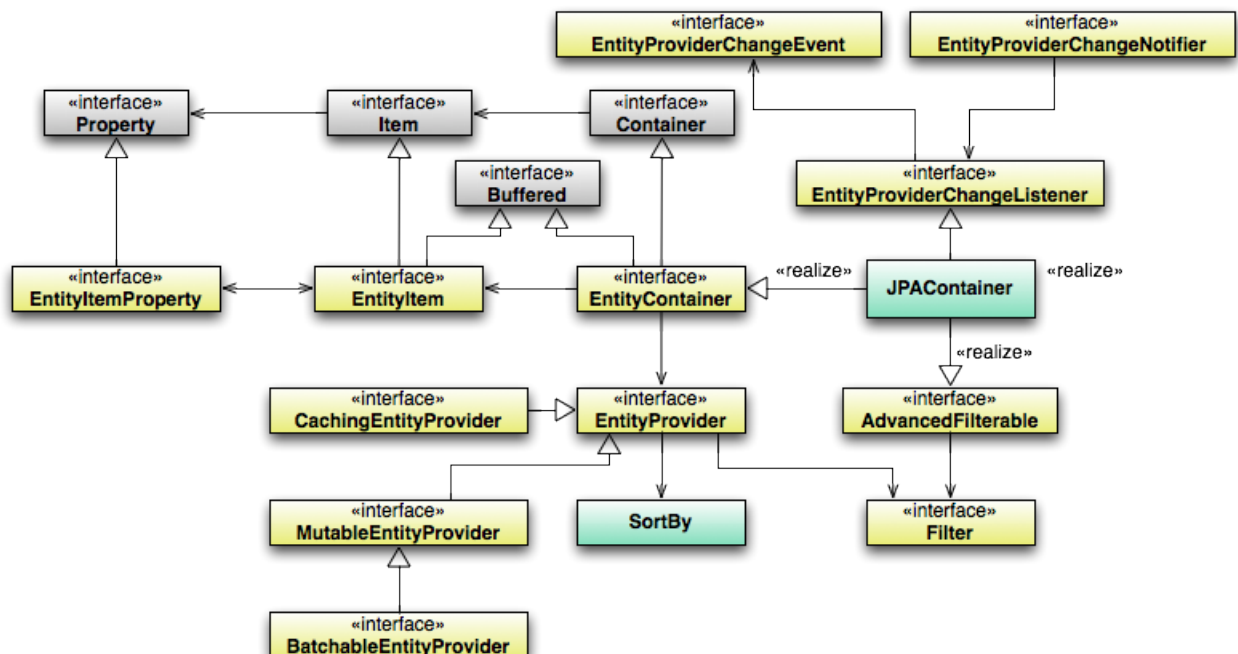 «interface»
EntityProviderChangeEvent
«interface»
EntityProviderChangeNotifier
«interface»
Property
«interface»
Item
«interface»
Container
«interface»
Buffered
«interface»
EntityProviderChangeListener
«interface»
EntityItemProperty
«interface»
EntityItem
«interface»
EntityContainer
«realize»
JPAContainer
«realize»
«realize»
«interface»
CachingEntityProvider
«interface»
EntityProvider
«interface»
AdvancedFilterable
«interface»
MutableEntityProvider
SortBy
«interface»
Filter
«interface»
BatchableEntityProvider